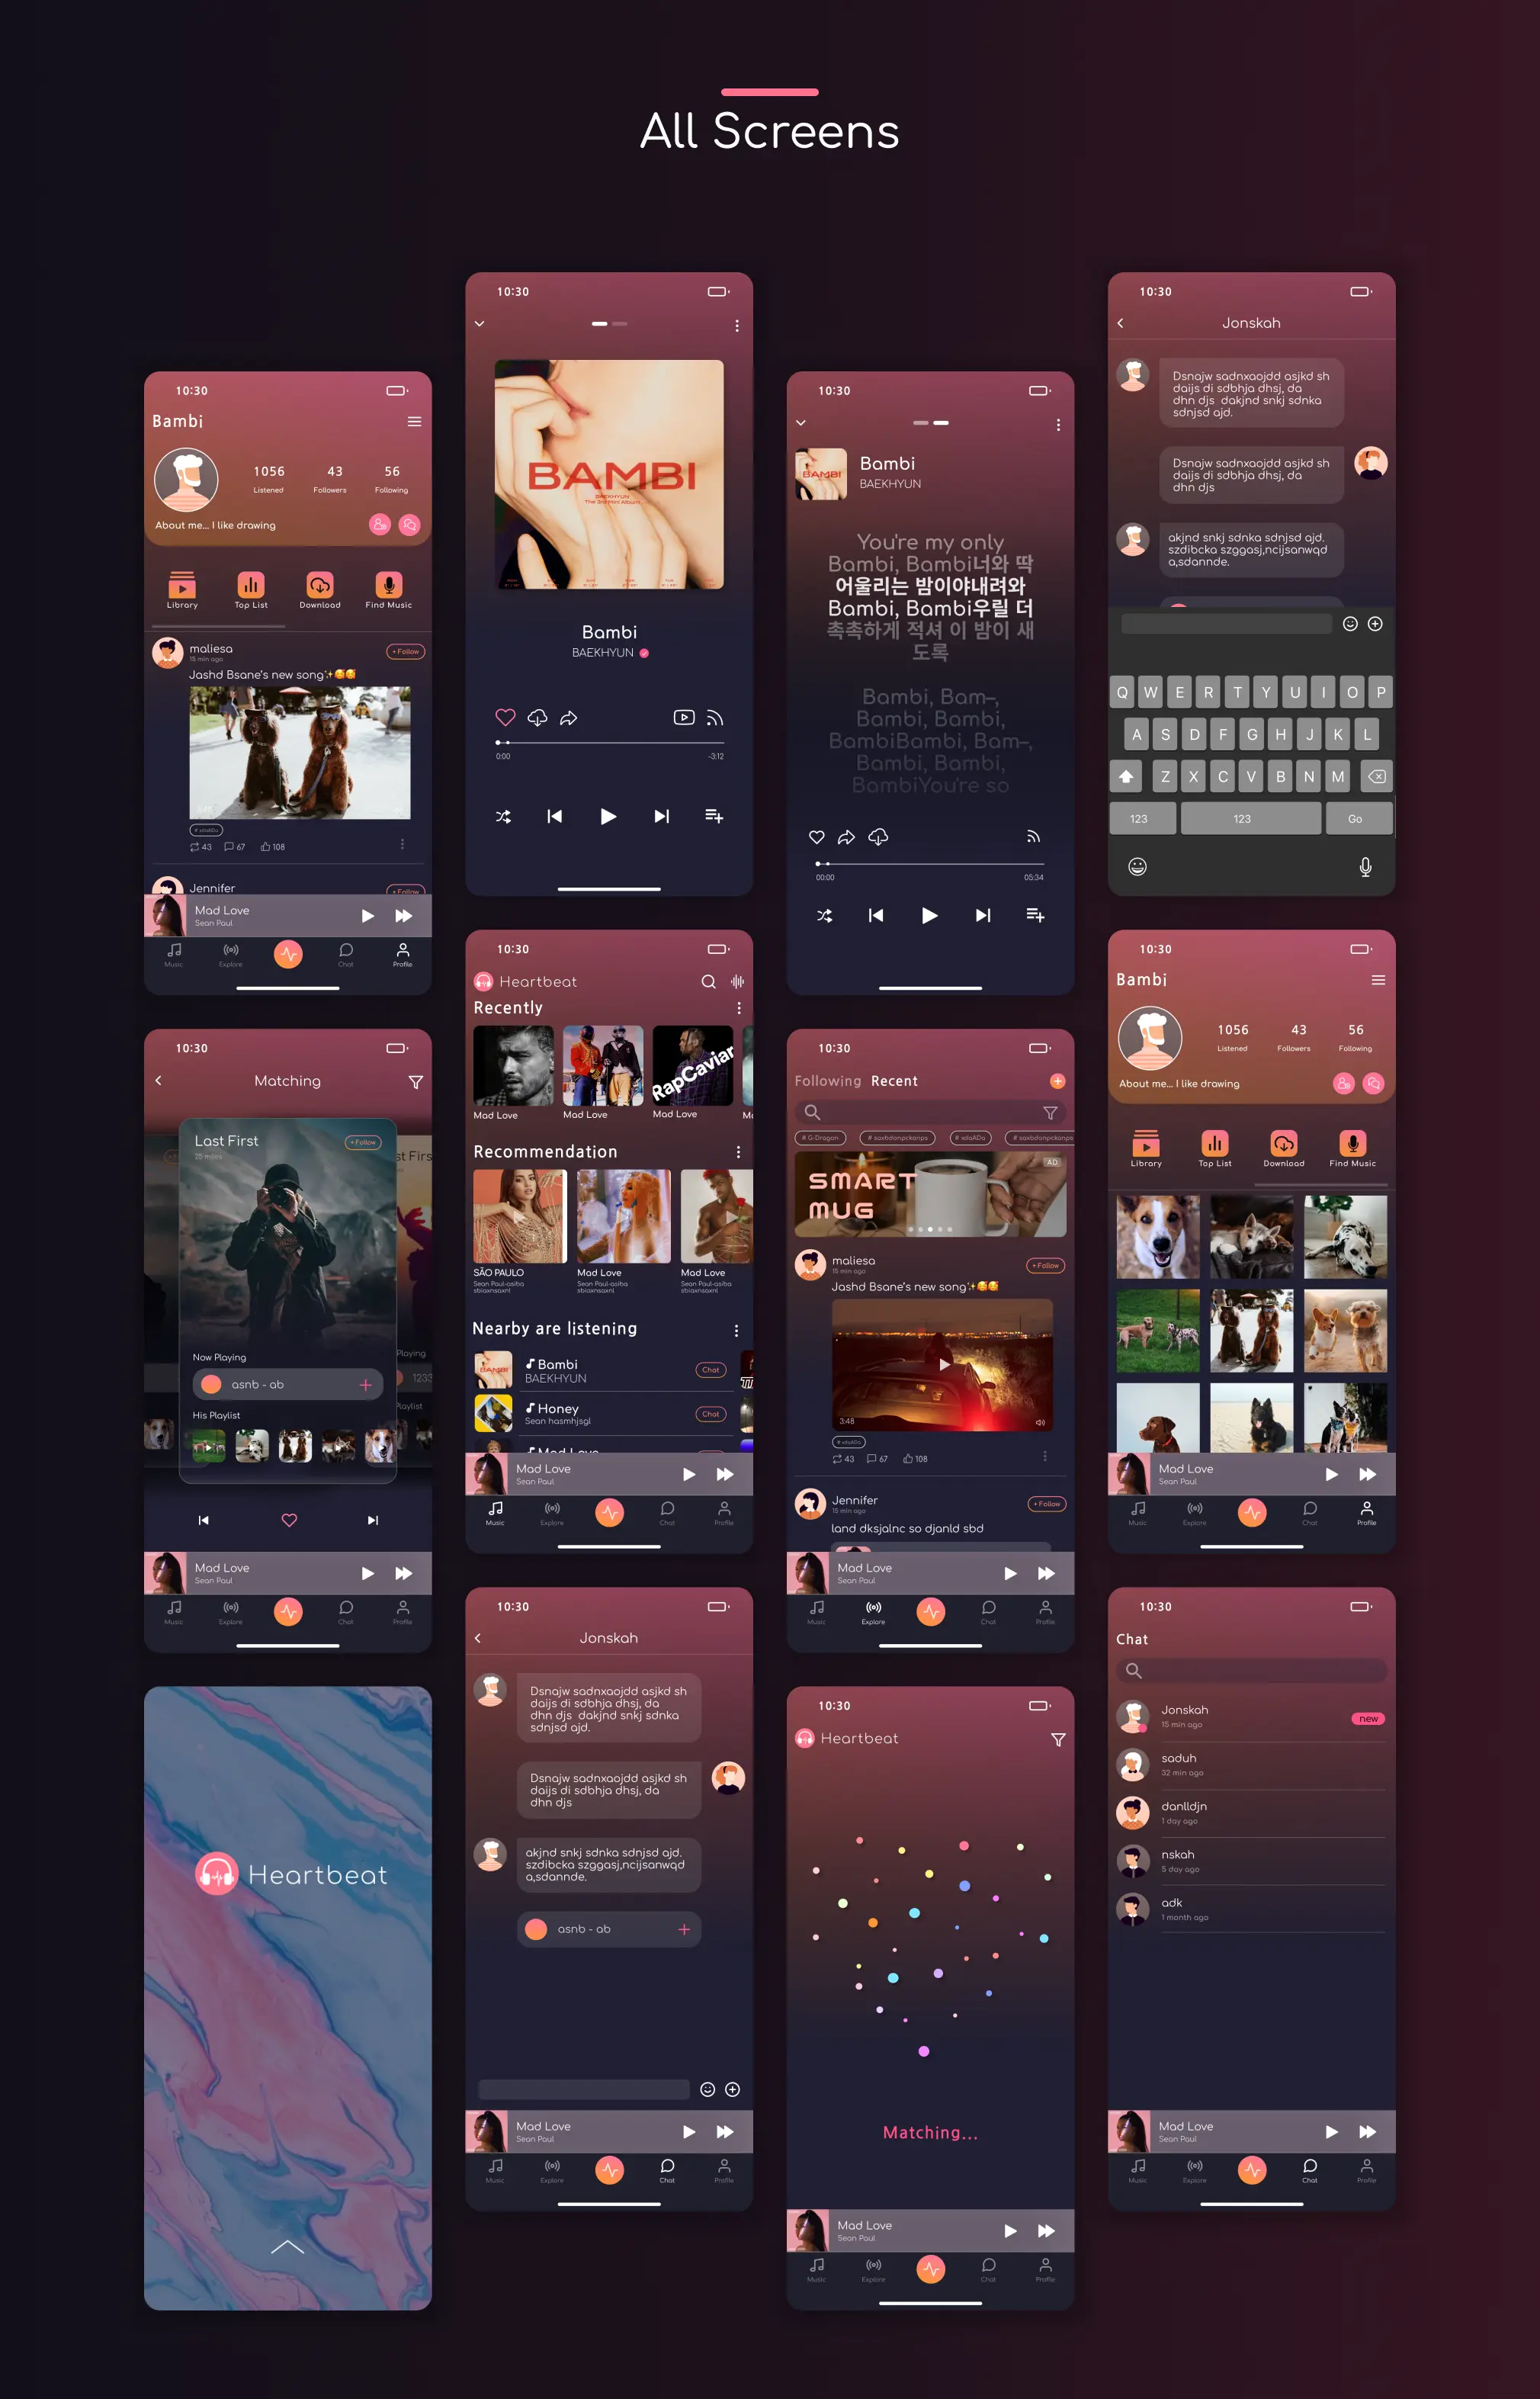 All Screens
10:30
Bambi
1056
43
56
Listened
Followers
Following
About me... I like drawing
Library
Top List
Download
Find Music
maliesa
15 min ago
+ Follow
Jashd Bsane's new song✨🥰🥰
# xdaADa
43
67
108
Jennifer
+ Follow
Mad Love
Sean Paul
Music
Explore
Chat
Profile
10:30
Matching
Last First
25 miles
+ Follow
Now Playing
asnb - ab
His Playlist
Mad Love
Sean Paul
Music
Explore
Chat
Profile
Heartbeat
10:30
BAMBI
BAEKHYUN
The 3rd Mini Album
Bambi
BAEKHYUN
0:00
-3:12
10:30
Heartbeat
Recently
RapCaviar
Mad Love
Mad Love
Mad Love
Recommendation
SÃO PAULO
Sean Paul-asiba
sbiaxnsaxnl
Mad Love
Sean Paul-asiba
sbiaxnsaxnl
Mad Love
Sean Paul-asiba
sbiaxnsaxnl
Nearby are listening
BAMBI
Bambi
BAEKHYUN
Chat
Honey
Sean hasmhjsgl
Chat
Mad Love
Mad Love
Sean Paul
Music
Explore
Chat
Profile
10:30
Jonskah
Dsnajw sadnxaojdd asjkd sh
daijs di sdbhja dhsj, da
dhn djs dakjnd snkj sdnka
sdnjsd ajd.
Dsnajw sadnxaojdd asjkd sh
daijs di sdbhja dhsj, da
dhn djs
akjnd snkj sdnka sdnjsd ajd.
szdibcka szggasj,ncijsanwqd
a,sdannde.
asnb - ab
Mad Love
Sean Paul
Music
Explore
Chat
Profile
10:30
BAMBI
Bambi
BAEKHYUN
You're my only
Bambi, Bambi너와 딱
어울리는 밤이야내려와
Bambi, Bambi우릴 더
촉촉하게 적셔 이 밤이 새
도록
Bambi, Bam–,
Bambi, Bambi,
BambiBambi, Bam–,
Bambi, Bambi,
BambiYou're so
00:00
05:34
10:30
Following
Recent
# G-Dragon
# saxbdonpckanps
# xdaADa
# saxbdonpckanps
SMART
MUG
AD
maliesa
15 min ago
+ Follow
Jashd Bsane's new song✨🥰🥰
3:48
# xdaADa
43
67
108
Jennifer
15 min ago
+ Follow
land dksjalnc so djanld sbd
Mad Love
Sean Paul
Music
Explore
Chat
Profile
10:30
Heartbeat
Matching...
Mad Love
Sean Paul
Music
Explore
Chat
Profile
10:30
Jonskah
Dsnajw sadnxaojdd asjkd sh
daijs di sdbhja dhsj, da
dhn djs dakjnd snkj sdnka
sdnjsd ajd.
Dsnajw sadnxaojdd asjkd sh
daijs di sdbhja dhsj, da
dhn djs
akjnd snkj sdnka sdnjsd ajd.
szdibcka szggasj,ncijsanwqd
a,sdannde.
Q W E R T Y U I O P
A S D F G H J K L
Z X C V B N M
123
123
Go
10:30
Bambi
1056
43
56
Listened
Followers
Following
About me... I like drawing
Library
Top List
Download
Find Music
Mad Love
Sean Paul
Music
Explore
Chat
Profile
10:30
Chat
Jonskah
15 min ago
new
saduh
32 min ago
danlldjn
1 day ago
nskah
5 day ago
adk
1 month ago
Mad Love
Sean Paul
Music
Explore
Chat
Profile